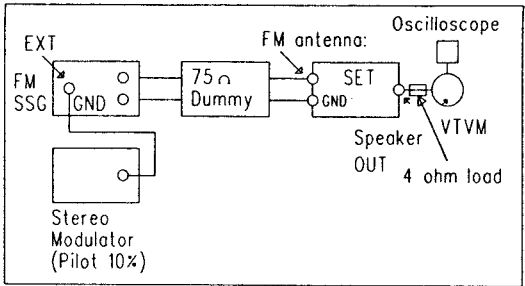 Oscilloscope
EXT
FM antenna:
FM
SSG
GND
75Ω
Dummy
SET
GND
Speaker
OUT
VTVM
4 ohm load
Stereo
Modulator
(Pilot 10%)